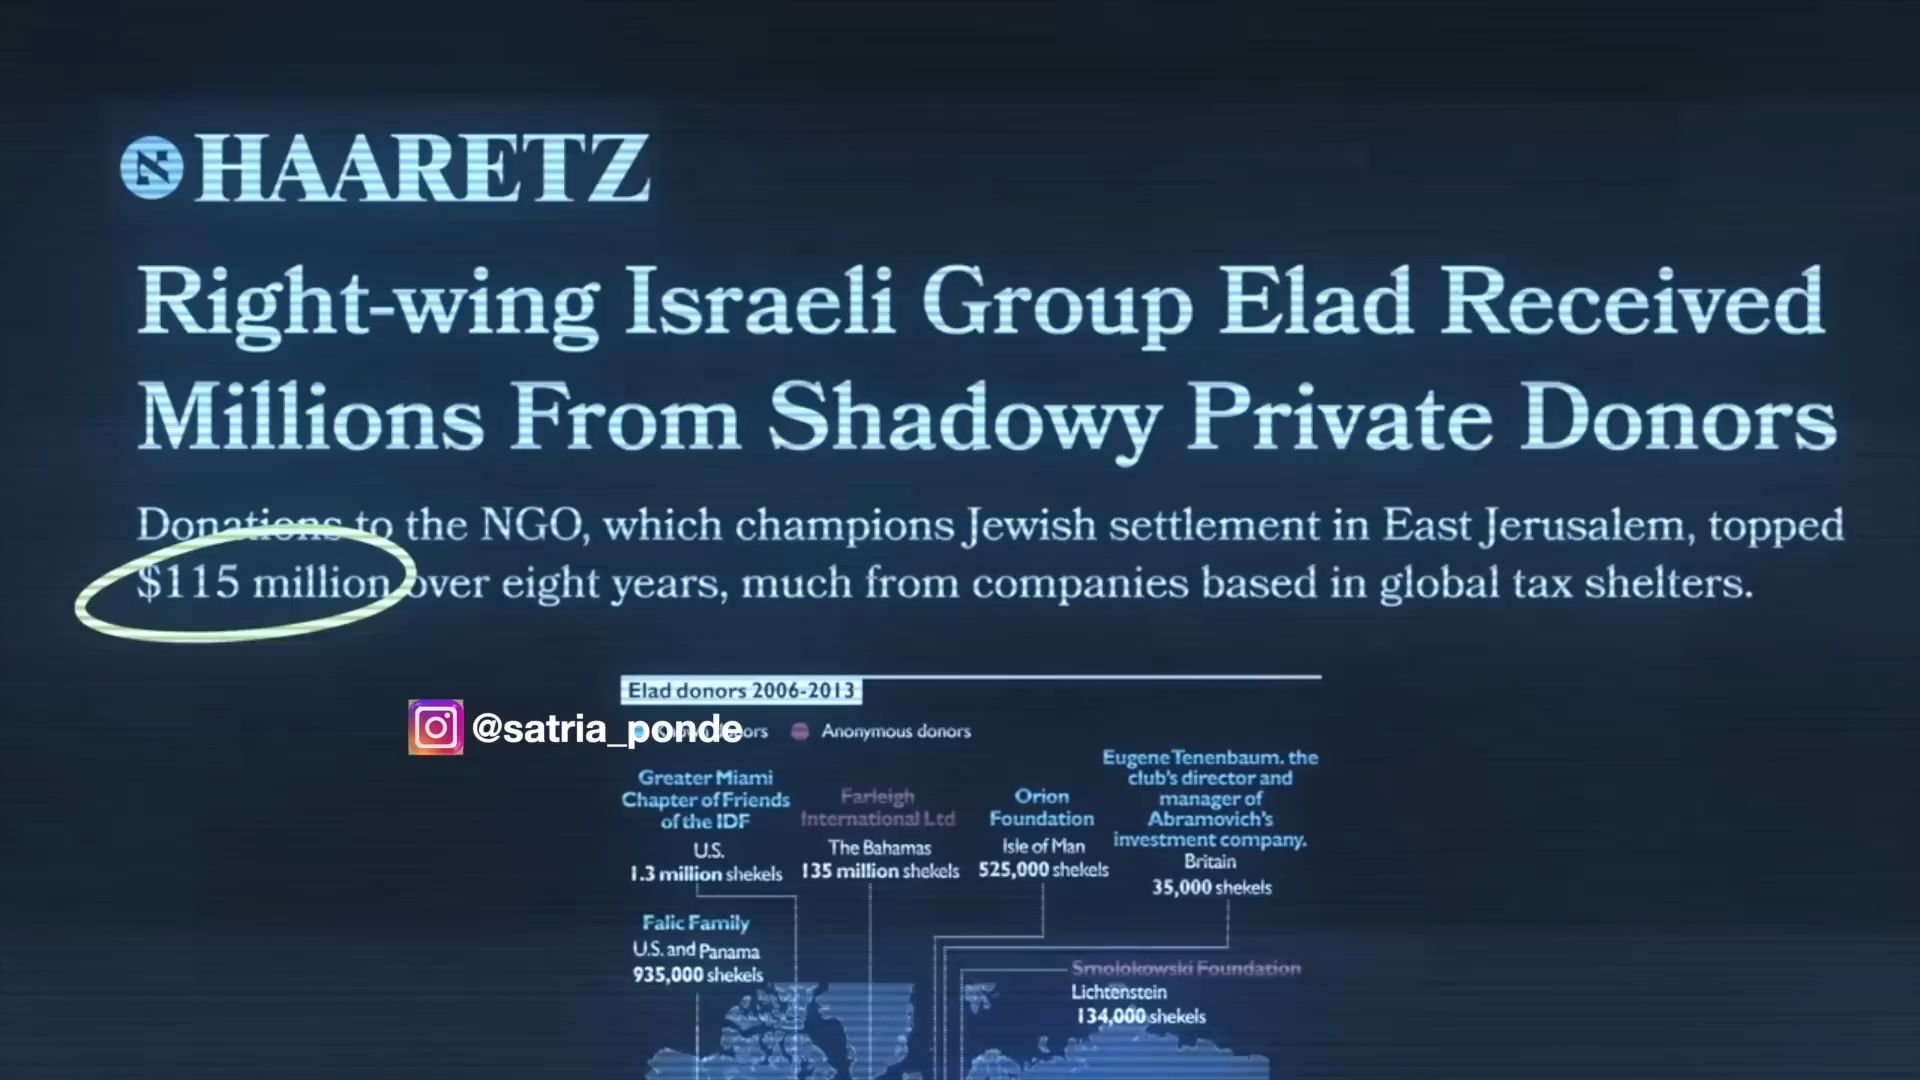 HAARETZ
Right-wing Israeli Group Elad Received
Millions From Shadowy Private Donors
Donations to the NGO, which champions Jewish settlement in East Jerusalem, topped
$115 million over eight years, much from companies based in global tax shelters.
Elad donors 2006-2013
@satria_ponde
Anonymous donors
Greater Miami
Chapter of Friends
of the IDF
U.S.
1.3 million shekels
Farleigh
International Ltd
The Bahamas
135 million shekels
Orion
Foundation
Isle of Man
525,000 shekels
Eugene Tenenbaum. the
club's director and
manager of
Abramovich's
investment company.
Britain
35,000 shekels
Falic Family
U.S. and Panama
935,000 shekels
Smolokowski Foundation
Lichtenstein
134,000 shekels